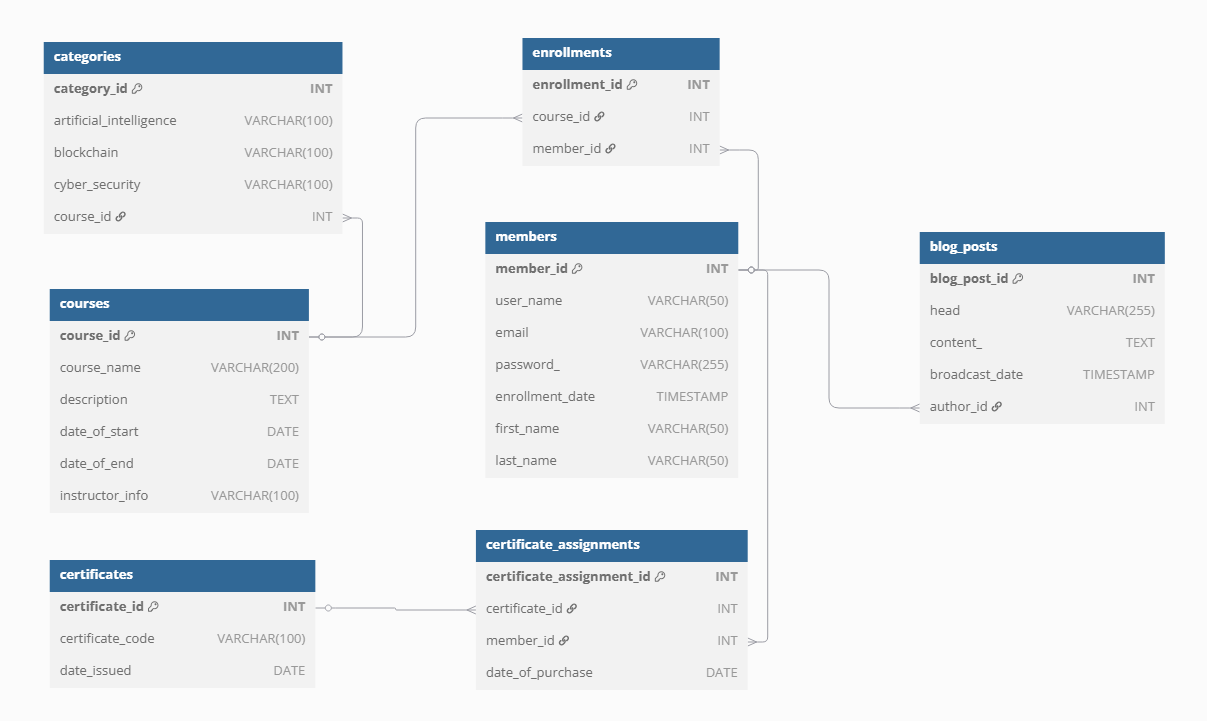 categories
category_id INT
artificial_intelligence VARCHAR(100)
blockchain VARCHAR(100)
cyber_security VARCHAR(100)
course_id INT
courses
course_id INT
course_name VARCHAR(200)
description TEXT
date_of_start DATE
date_of_end DATE
instructor_info VARCHAR(100)
certificates
certificate_id INT
certificate_code VARCHAR(100)
date_issued DATE
enrollments
enrollment_id INT
course_id INT
member_id INT
members
member_id INT
user_name VARCHAR(50)
email VARCHAR(100)
password_ VARCHAR(255)
enrollment_date TIMESTAMP
first_name VARCHAR(50)
last_name VARCHAR(50)
certificate_assignments
certificate_assignment_id INT
certificate_id INT
member_id INT
date_of_purchase DATE
blog_posts
blog_post_id INT
head VARCHAR(255)
content_ TEXT
broadcast_date TIMESTAMP
author_id INT